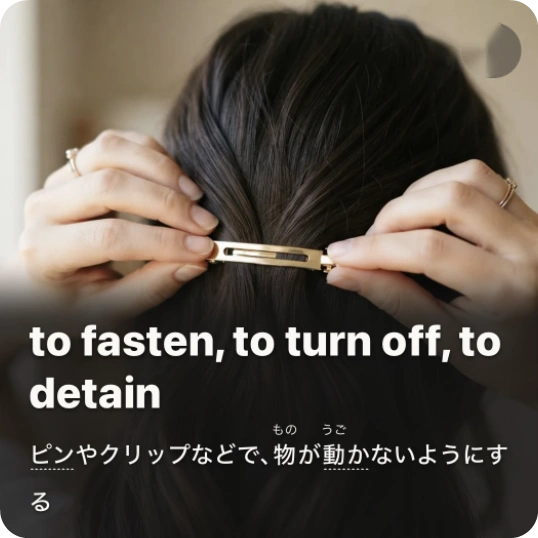 to fasten, to turn off, to
detain
もの うご
ピンやクリップなどで、物が動かないようにす
る